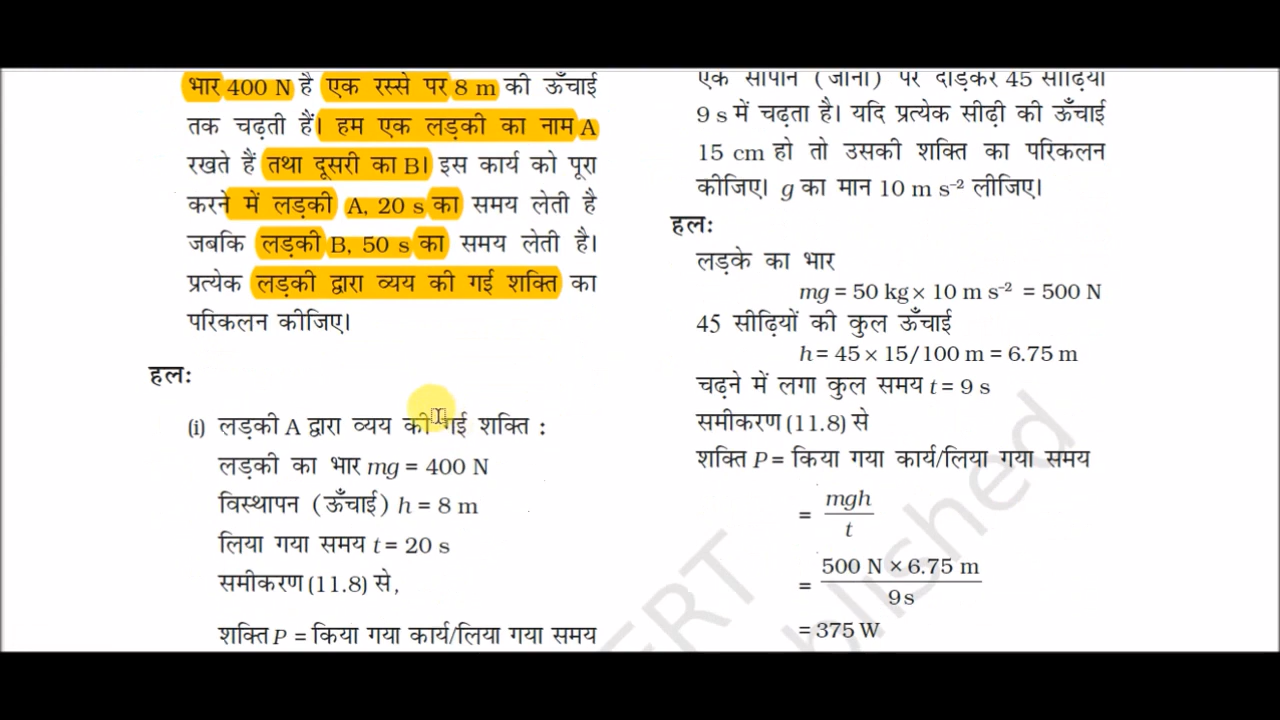 भार 400 N है एक रस्से पर 8 m की ऊँचाई
तक चढ़ती हैं। हम एक लड़की का नाम A
रखते हैं तथा दूसरी का B। इस कार्य को पूरा
करने में लड़की A, 20 s का समय लेती है
जबकि लड़की B, 50 s का समय लेती है।
प्रत्येक लड़की द्वारा व्यय की गई शक्ति का
परिकलन कीजिए।
हलः
(i) लड़की A द्वारा व्यय की गई शक्ति :
लड़की का भार mg = 400 N
विस्थापन (ऊँचाई) h = 8 m
लिया गया समय t = 20 s
समीकरण (11.8) से,
शक्ति P = किया गया कार्य/लिया गया समय
एक सोपान (जीना) पर दौड़कर 45 सीढ़ियाँ
9 s में चढ़ता है। यदि प्रत्येक सीढ़ी की ऊँचाई
15 cm हो तो उसकी शक्ति का परिकलन
कीजिए। g का मान 10 m s⁻² लीजिए।
हलः
लड़के का भार
mg = 50 kg × 10 m s⁻² = 500 N
45 सीढ़ियों की कुल ऊँचाई
h = 45 × 15/100 m = 6.75 m
चढ़ने में लगा कुल समय t = 9 s
समीकरण (11.8) से
शक्ति P = किया गया कार्य/लिया गया समय
= mgh / t
= 500 N × 6.75 m / 9 s
= 375 W